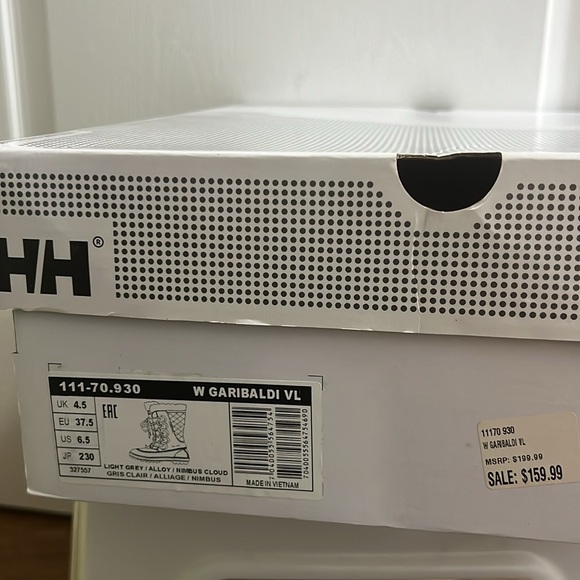 HH®
111-70.930 W GARIBALDI VL
UK 4.5
EU 37.5
US 6.5
JP 230
327557
EAC
LIGHT GREY / ALLOY / NIMBUS CLOUD
GRIS CLAIR / ALLIAGE / NIMBUS
MADE IN VIETNAM
11170 930
W GARIBALDI VL
MSRP: $199.99
SALE: $159.99